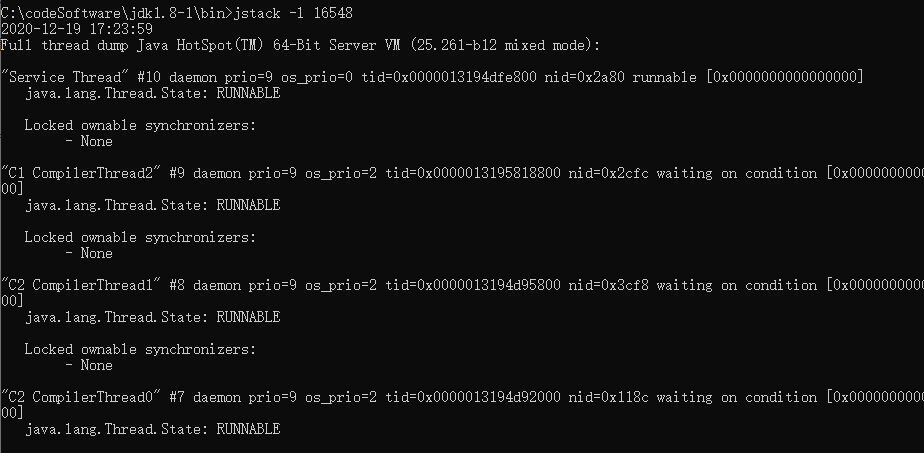 C:\codeSoftware\jdk1.8-1\bin>jstack -l 16548
2020-12-19 17:23:59
Full thread dump Java HotSpot(TM) 64-Bit Server VM (25.261-b12 mixed mode):
"Service Thread" #10 daemon prio=9 os_prio=0 tid=0x0000013194dfe800 nid=0x2a80 runnable [0x0000000000000000]
java.lang.Thread.State: RUNNABLE
Locked ownable synchronizers:
- None
"C1 CompilerThread2" #9 daemon prio=9 os_prio=2 tid=0x0000013195818800 nid=0x2cfc waiting on condition [0x0000000000
00]
java.lang.Thread.State: RUNNABLE
Locked ownable synchronizers:
- None
"C2 CompilerThread1" #8 daemon prio=9 os_prio=2 tid=0x0000013194d95800 nid=0x3cf8 waiting on condition [0x0000000000
00]
java.lang.Thread.State: RUNNABLE
Locked ownable synchronizers:
- None
"C2 CompilerThread0" #7 daemon prio=9 os_prio=2 tid=0x0000013194d92000 nid=0x118c waiting on condition [0x0000000000
00]
java.lang.Thread.State: RUNNABLE